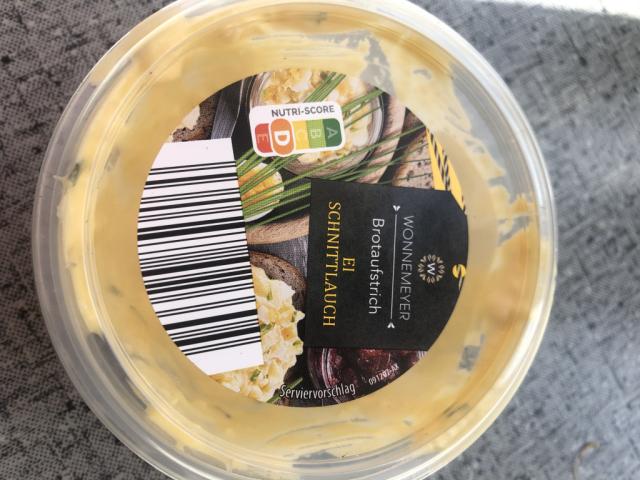 NUTRI-SCORE
A B C D E
W
WONNEMEYER
Brotaufstrich
EI
SCHNITTLAUCH
Serviervorschlag